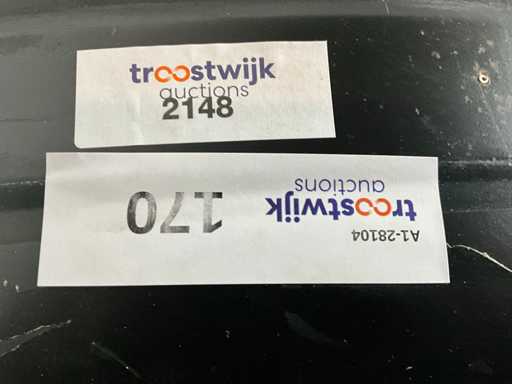 troostwijk
auctions
2148
A1-28104
troostwijk
auctions
170